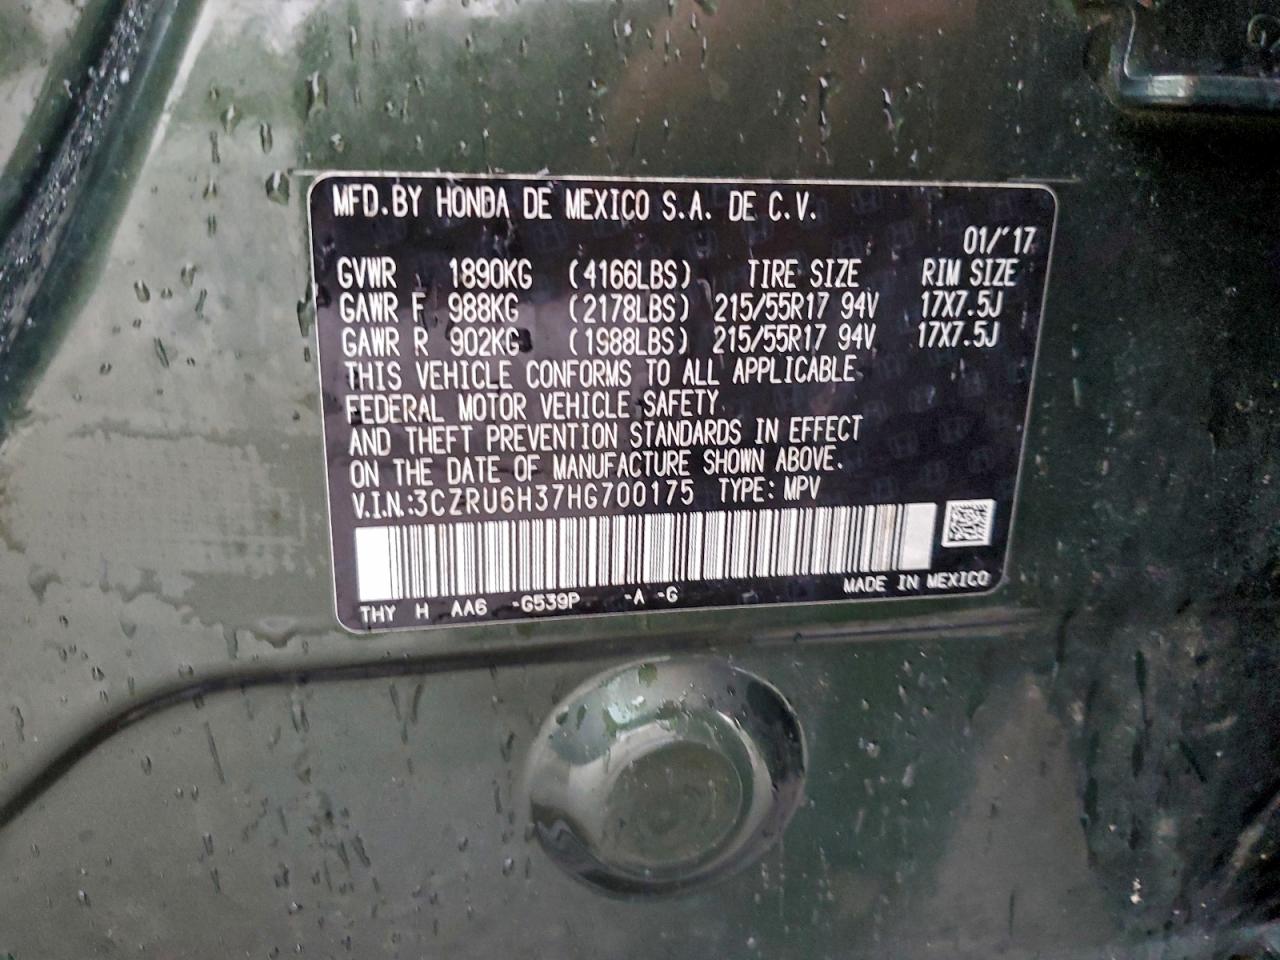 MFD.BY HONDA DE MEXICO S.A. DE C.V.
01/'17
GVWR 1890KG (4166LBS) TIRE SIZE RIM SIZE
GAWR F 988KG (2178LBS) 215/55R17 94V 17X7.5J
GAWR R 902KG (1988LBS) 215/55R17 94V 17X7.5J
THIS VEHICLE CONFORMS TO ALL APPLICABLE
FEDERAL MOTOR VEHICLE SAFETY
AND THEFT PREVENTION STANDARDS IN EFFECT
ON THE DATE OF MANUFACTURE SHOWN ABOVE.
V.I.N.:3CZRU6H37HG700175 TYPE: MPV
THY H AA6 -G539P -A -G MADE IN MEXICO